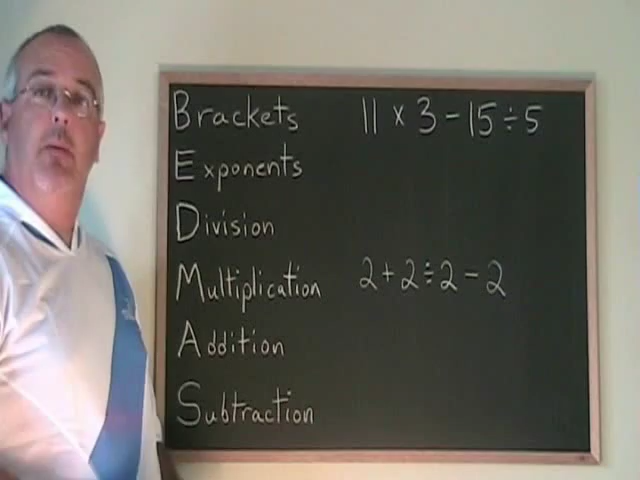 Brackets 11 × 3 - 15 ÷ 5
Exponents
Division
Multiplication 2 + 2 ÷ 2 - 2
Addition
Subtraction